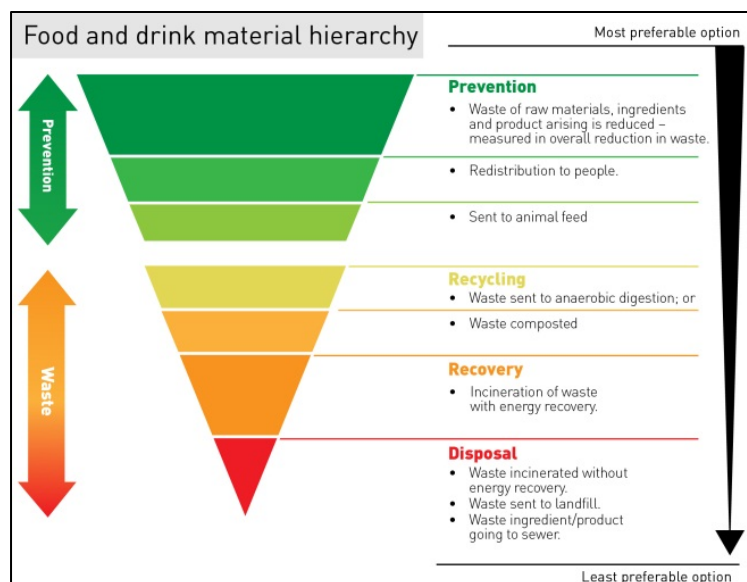 Food and drink material hierarchy
Most preferable option
Prevention
Prevention
• Waste of raw materials, ingredients
and product arising is reduced –
measured in overall reduction in waste.
• Redistribution to people.
• Sent to animal feed
Waste
Recycling
• Waste sent to anaerobic digestion; or
• Waste composted
Recovery
• Incineration of waste
with energy recovery.
Disposal
• Waste incinerated without
energy recovery.
• Waste sent to landfill.
• Waste ingredient/product
going to sewer.
Least preferable option